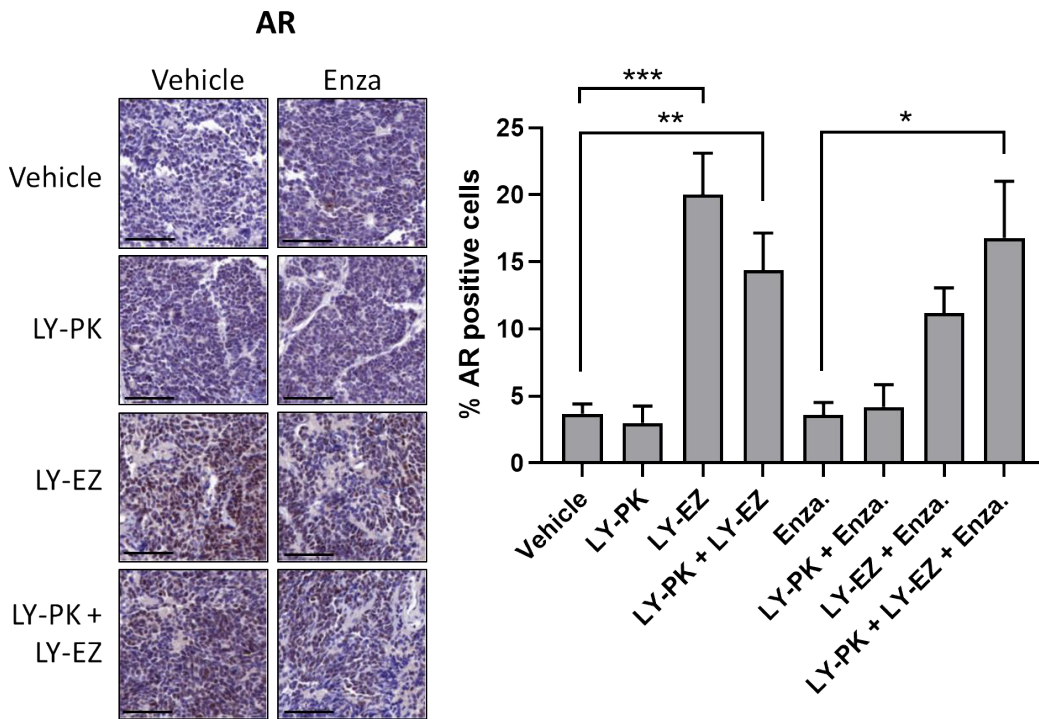 AR
Vehicle
Enza
Vehicle
LY-PK
LY-EZ
LY-PK +
LY-EZ
% AR positive cells
25
20
15
10
5
0
***
**
*
Vehicle
LY-PK
LY-EZ
LY-PK + LY-EZ
Enza.
LY-PK + Enza.
LY-EZ + Enza.
LY-PK + LY-EZ + Enza.